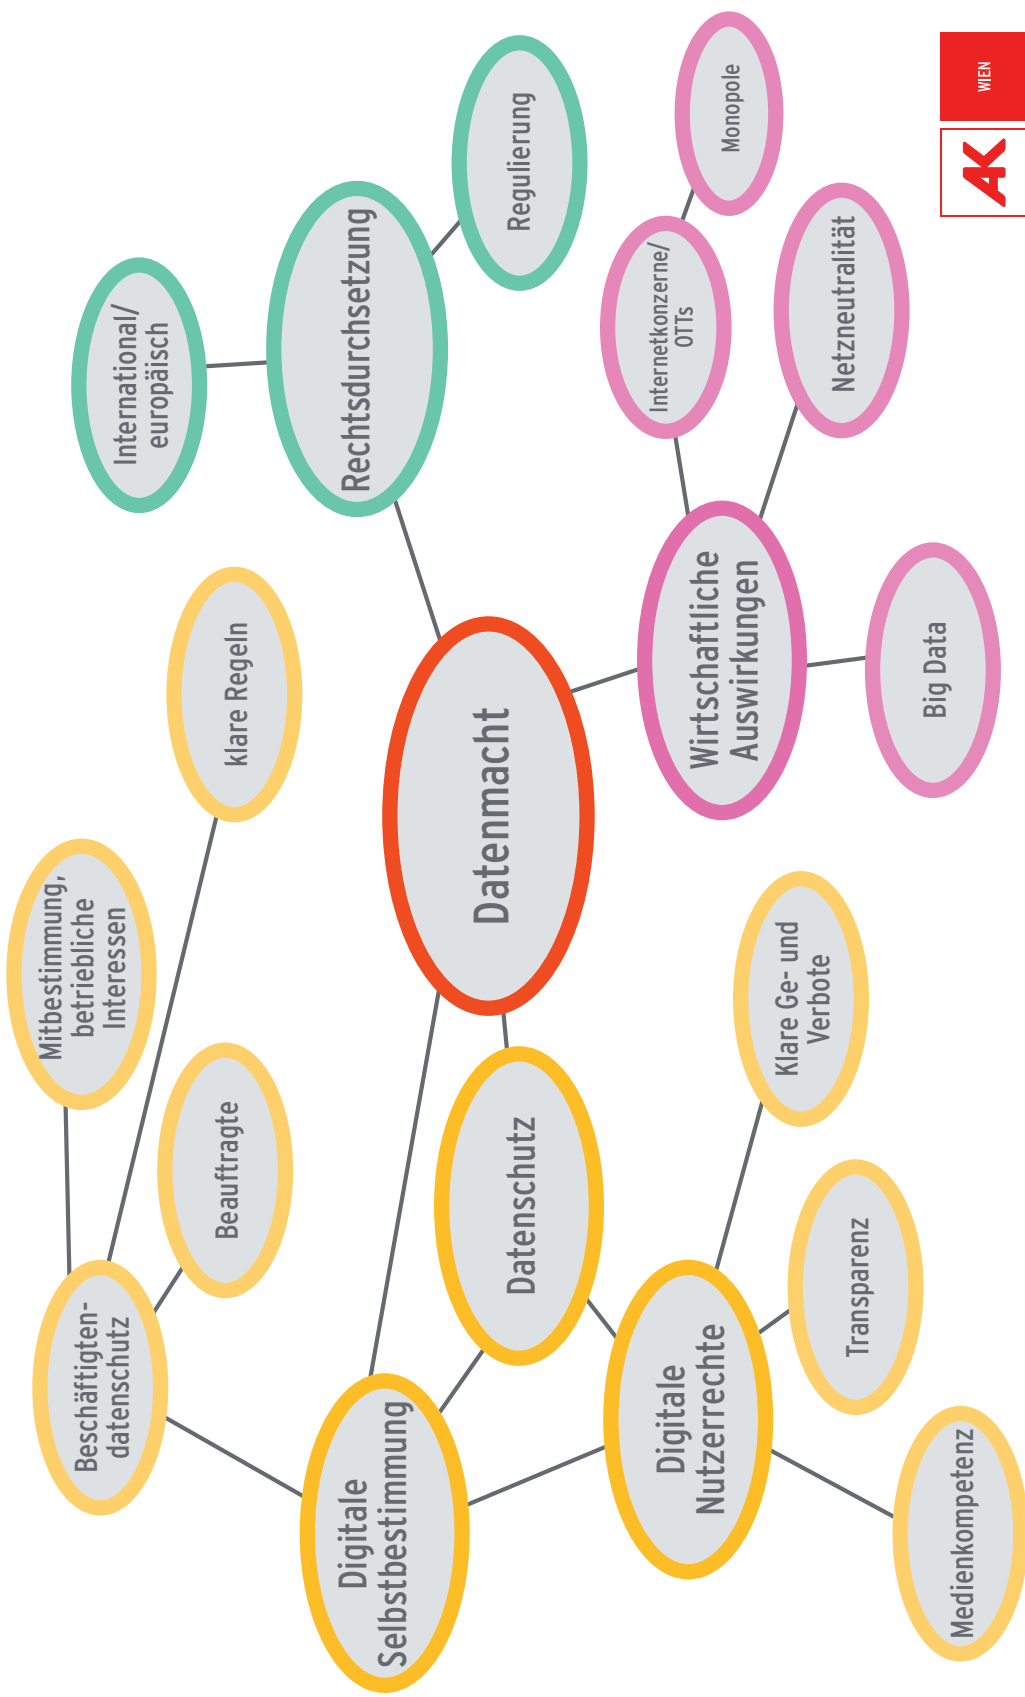 Mitbestimmung,
betriebliche
Interessen
International/
europäisch
Beschäftigten-
datenschutz
Beauftragte
klare Regeln
Rechtsdurchsetzung
Regulierung
Digitale
Selbstbestimmung
Datenschutz
Datenmacht
Internetkonzerne/
OTTs
Monopole
Digitale
Nutzerrechte
Klare Ge- und
Verbote
Wirtschaftliche
Auswirkungen
Netzneutralität
Transparenz
Medienkompetenz
Big Data
AK
WIEN